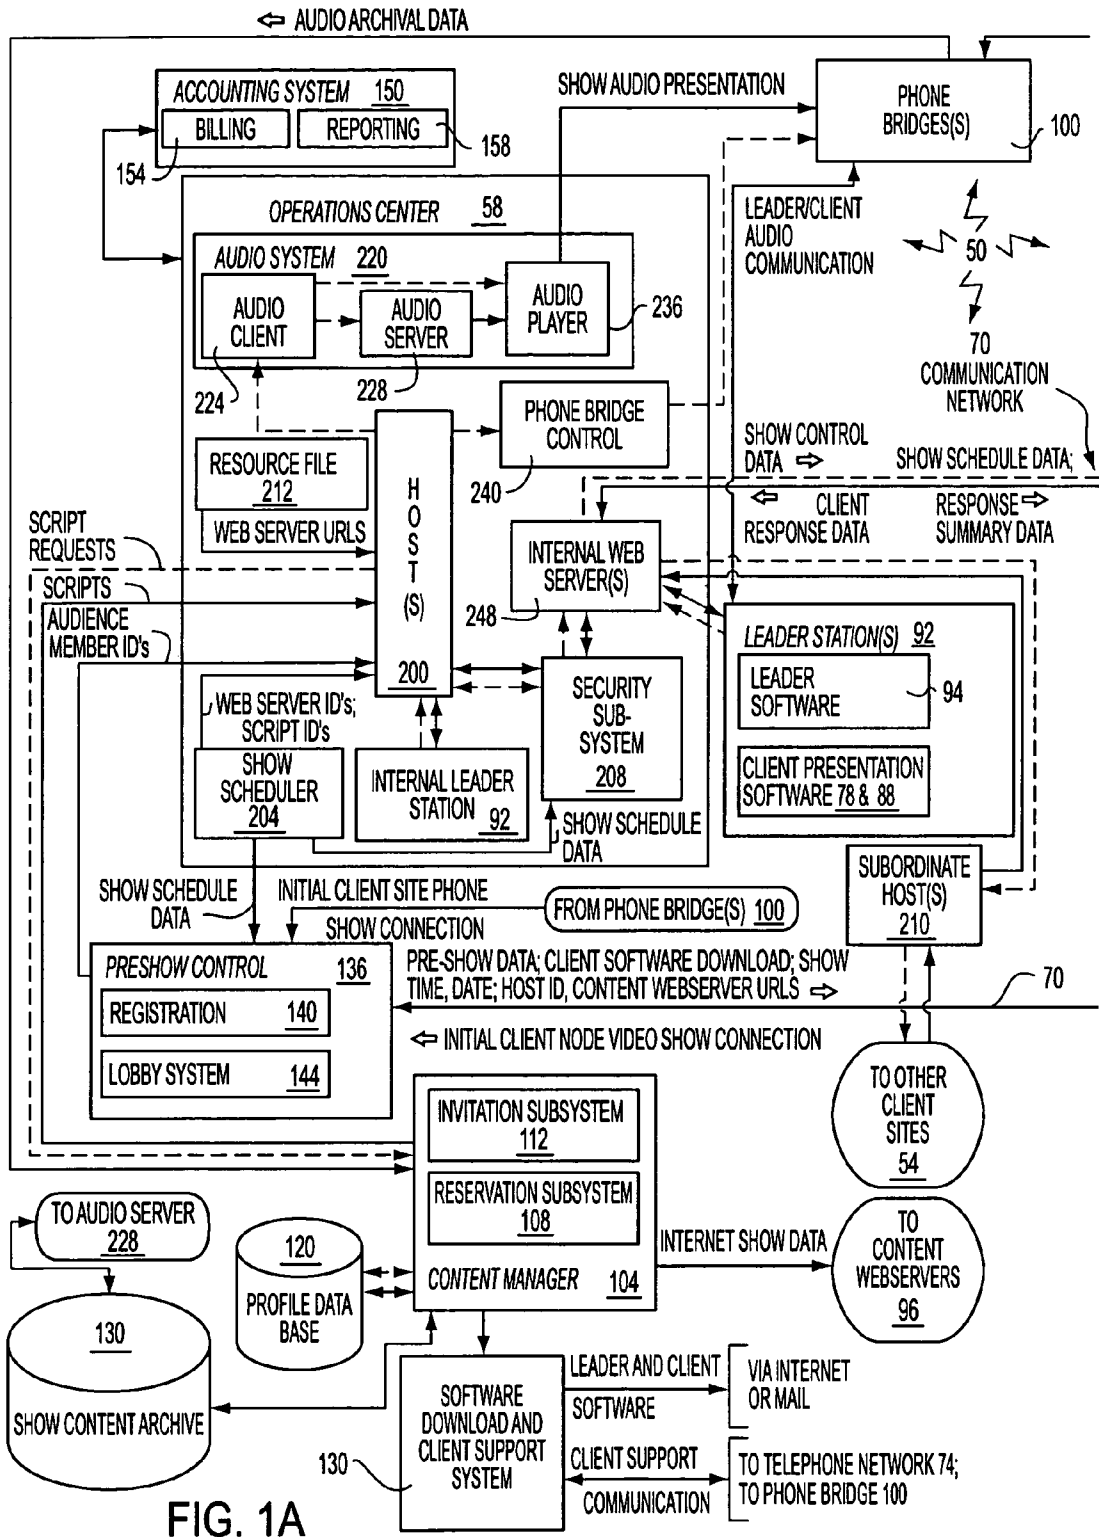 ⇦ AUDIO ARCHIVAL DATA
ACCOUNTING SYSTEM 150
BILLING
REPORTING
154
158
SHOW AUDIO PRESENTATION
PHONE
BRIDGES(S)
100
OPERATIONS CENTER 58
AUDIO SYSTEM 220
AUDIO
CLIENT
AUDIO
SERVER
AUDIO
PLAYER
236
224
228
LEADER/CLIENT
AUDIO
COMMUNICATION
50
70
COMMUNICATION
NETWORK
PHONE BRIDGE
CONTROL
240
RESOURCE FILE
212
WEB SERVER URLS
HOST(S)
200
SHOW CONTROL
DATA ⇨
SHOW SCHEDULE DATA;
⇦ CLIENT
RESPONSE DATA
RESPONSE ⇨
SUMMARY DATA
SCRIPT
REQUESTS
SCRIPTS
AUDIENCE
MEMBER ID's
INTERNAL WEB
SERVER(S)
248
LEADER STATION(S) 92
LEADER
SOFTWARE
94
CLIENT PRESENTATION
SOFTWARE 78 & 88
WEB SERVER ID's;
SCRIPT ID's
SECURITY
SUB-
SYSTEM
208
SHOW
SCHEDULER
204
INTERNAL LEADER
STATION 92
SHOW SCHEDULE
DATA
SUBORDINATE
HOST(S)
210
SHOW SCHEDULE
DATA
INITIAL CLIENT SITE PHONE
SHOW CONNECTION
FROM PHONE BRIDGE(S) 100
PRESHOW CONTROL 136
REGISTRATION 140
LOBBY SYSTEM 144
PRE-SHOW DATA; CLIENT SOFTWARE DOWNLOAD; SHOW
TIME, DATE; HOST ID, CONTENT WEBSERVER URLS ⇨
70
⇦ INITIAL CLIENT NODE VIDEO SHOW CONNECTION
TO OTHER
CLIENT
SITES
54
INVITATION SUBSYSTEM
112
RESERVATION SUBSYSTEM
108
CONTENT MANAGER 104
INTERNET SHOW DATA
TO
CONTENT
WEBSERVERS
96
TO AUDIO SERVER
228
120
PROFILE DATA
BASE
130
SHOW CONTENT ARCHIVE
SOFTWARE
DOWNLOAD AND
CLIENT SUPPORT
SYSTEM
130
LEADER AND CLIENT
SOFTWARE
VIA INTERNET
OR MAIL
CLIENT SUPPORT
COMMUNICATION
TO TELEPHONE NETWORK 74;
TO PHONE BRIDGE 100
FIG. 1A